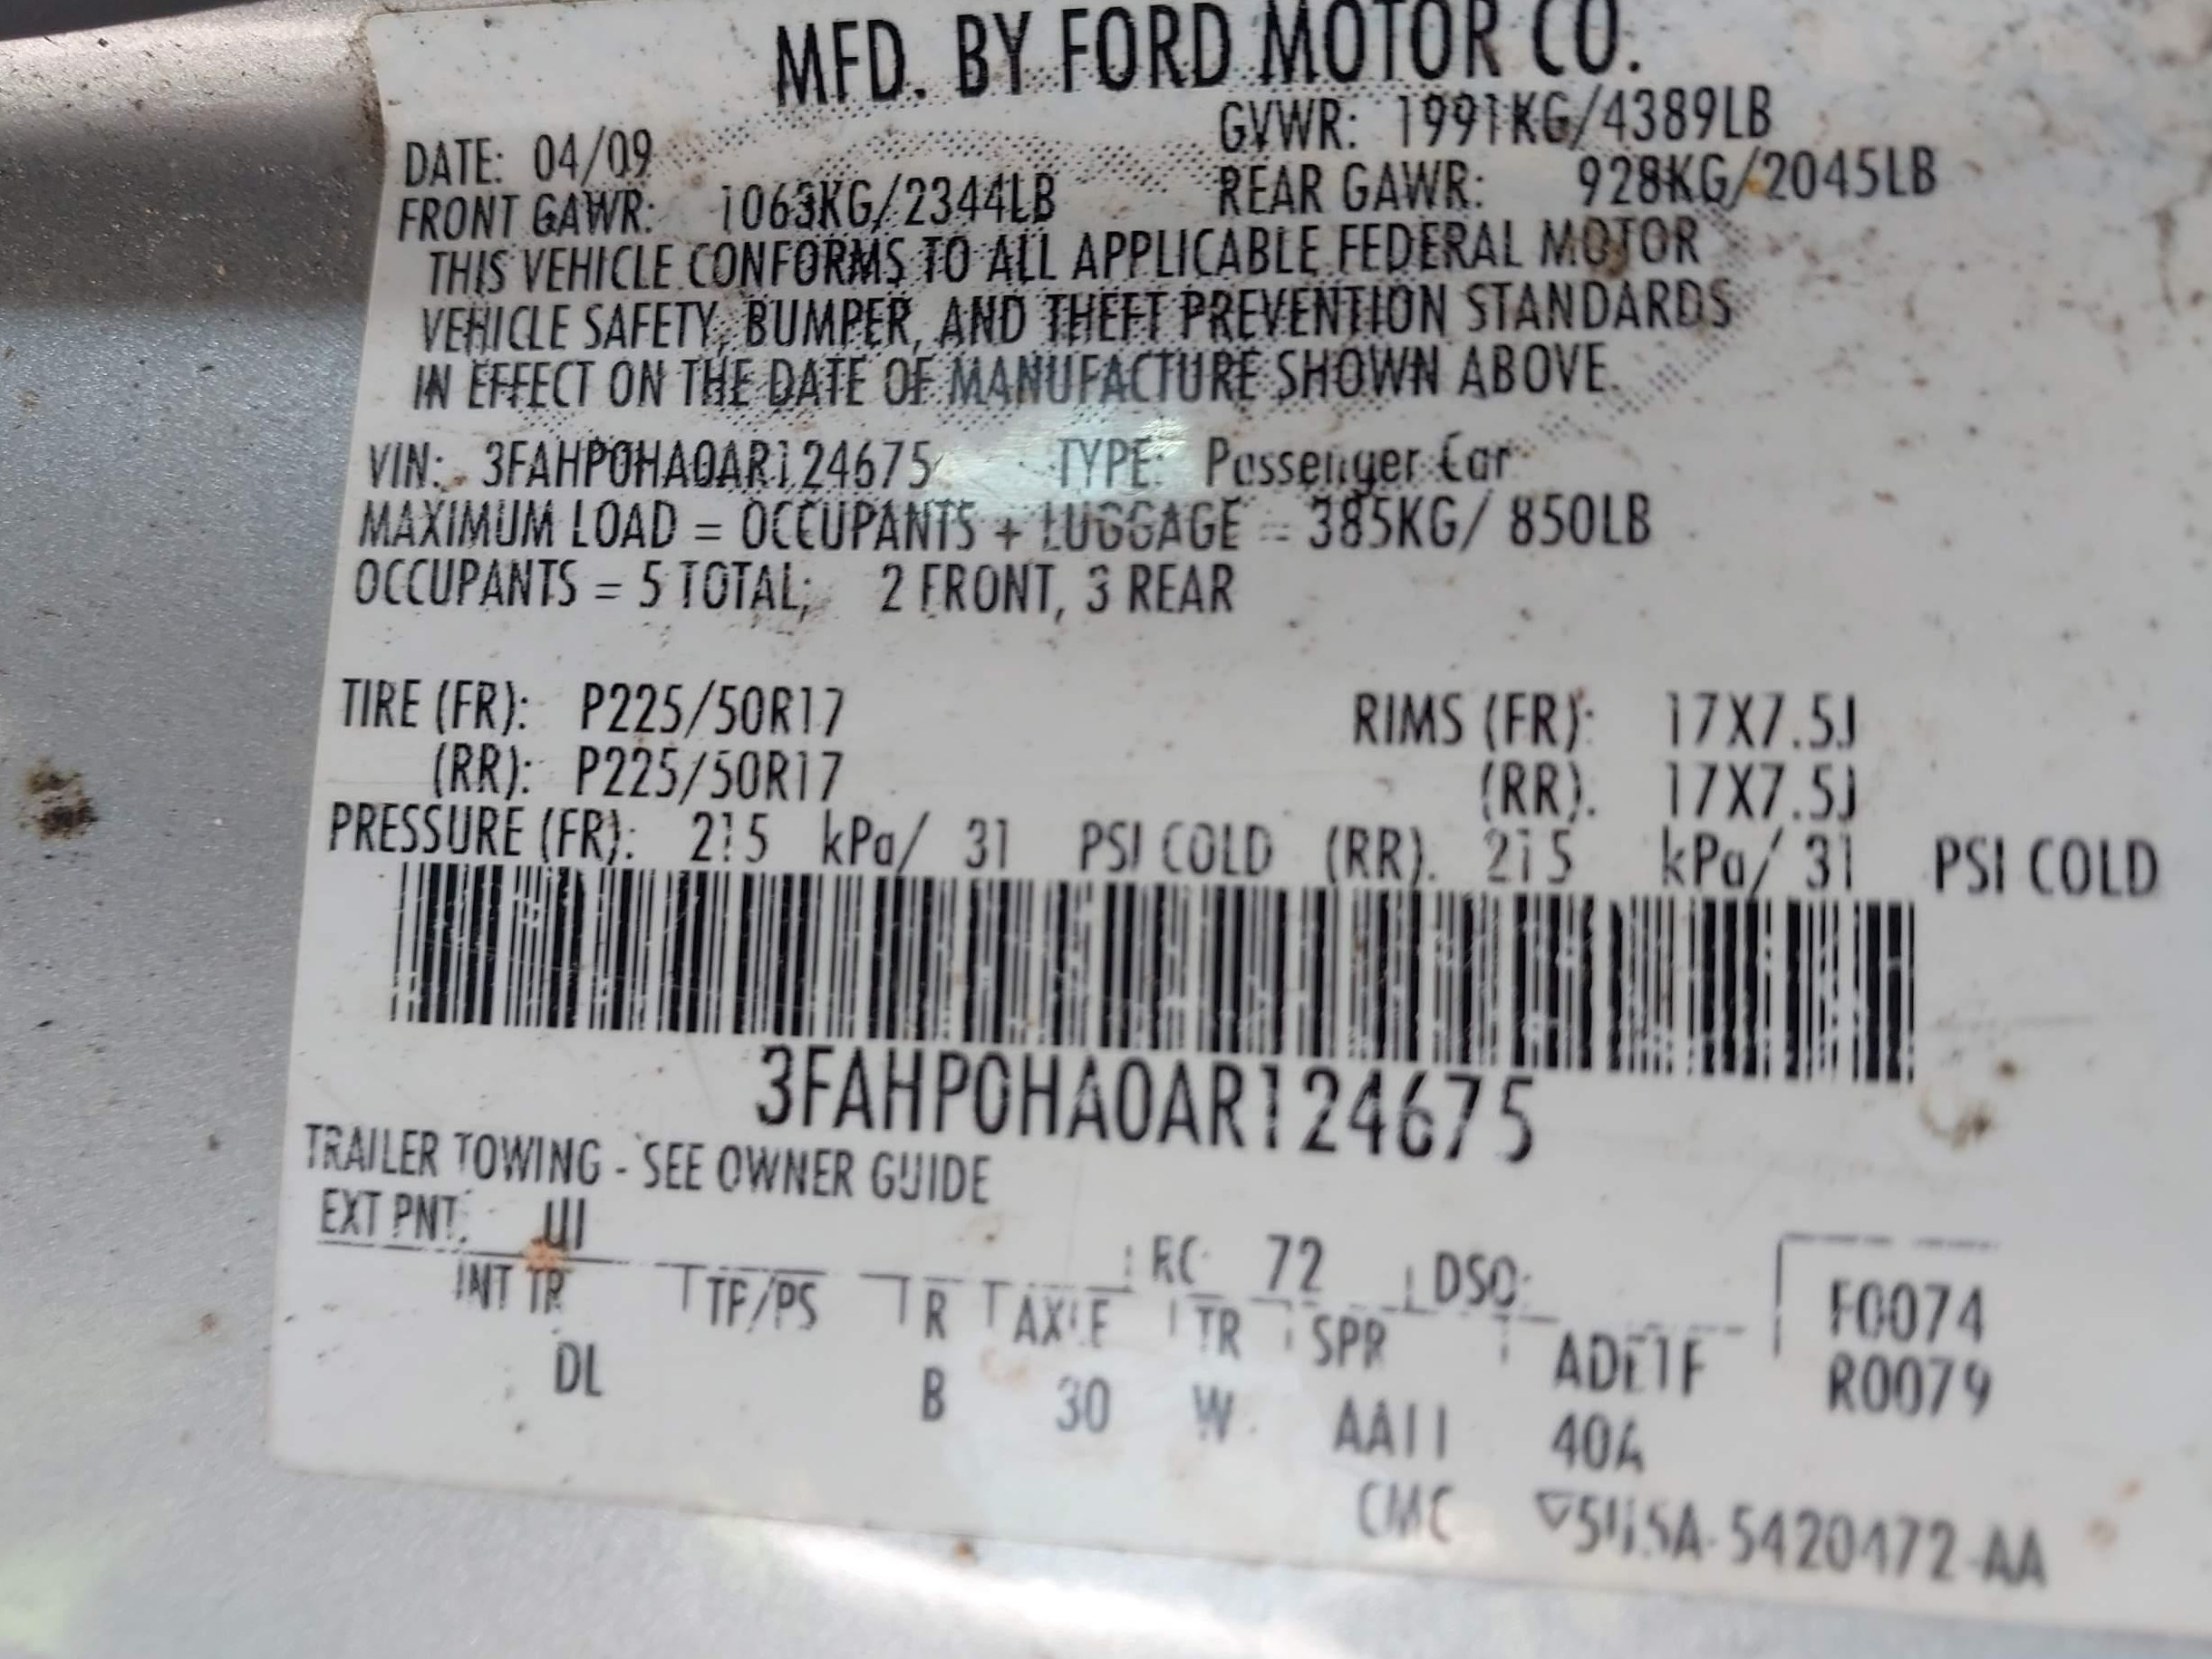 MFD. BY FORD MOTOR CO.
DATE: 04/09 GVWR: 1991KG/4389LB
FRONT GAWR: 1063KG/2344LB REAR GAWR: 928KG/2045LB
THIS VEHICLE CONFORMS TO ALL APPLICABLE FEDERAL MOTOR
VEHICLE SAFETY, BUMPER, AND THEFT PREVENTION STANDARDS
IN EFFECT ON THE DATE OF MANUFACTURE SHOWN ABOVE.
VIN: 3FAHP0HA0AR124675 TYPE: Passenger Car
MAXIMUM LOAD = OCCUPANTS + LUGGAGE = 385KG/ 850LB
OCCUPANTS = 5 TOTAL; 2 FRONT, 3 REAR
TIRE (FR): P225/50R17 RIMS (FR): 17X7.5J
(RR): P225/50R17 (RR): 17X7.5J
PRESSURE (FR): 215 kPa/ 31 PSI COLD (RR): 215 kPa/ 31 PSI COLD
3FAHP0HA0AR124675
TRAILER TOWING - SEE OWNER GUIDE
EXT PNT: UI RC: 72 DSO: F0074
INT TR TP/PS R AXLE TR SPR R0079
DL B 30 W AA11 40A
CMC